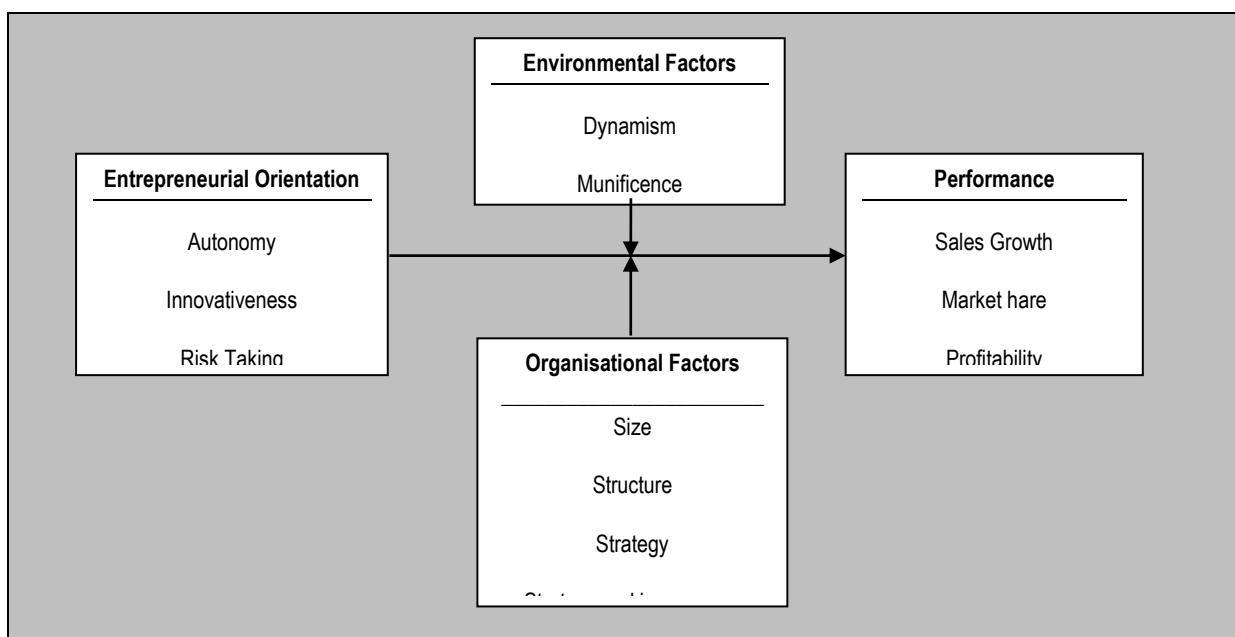 Environmental Factors
Dynamism
Munificence
Entrepreneurial Orientation
Autonomy
Innovativeness
Risk Taking
Performance
Sales Growth
Market hare
Profitability
Organisational Factors
Size
Structure
Strategy